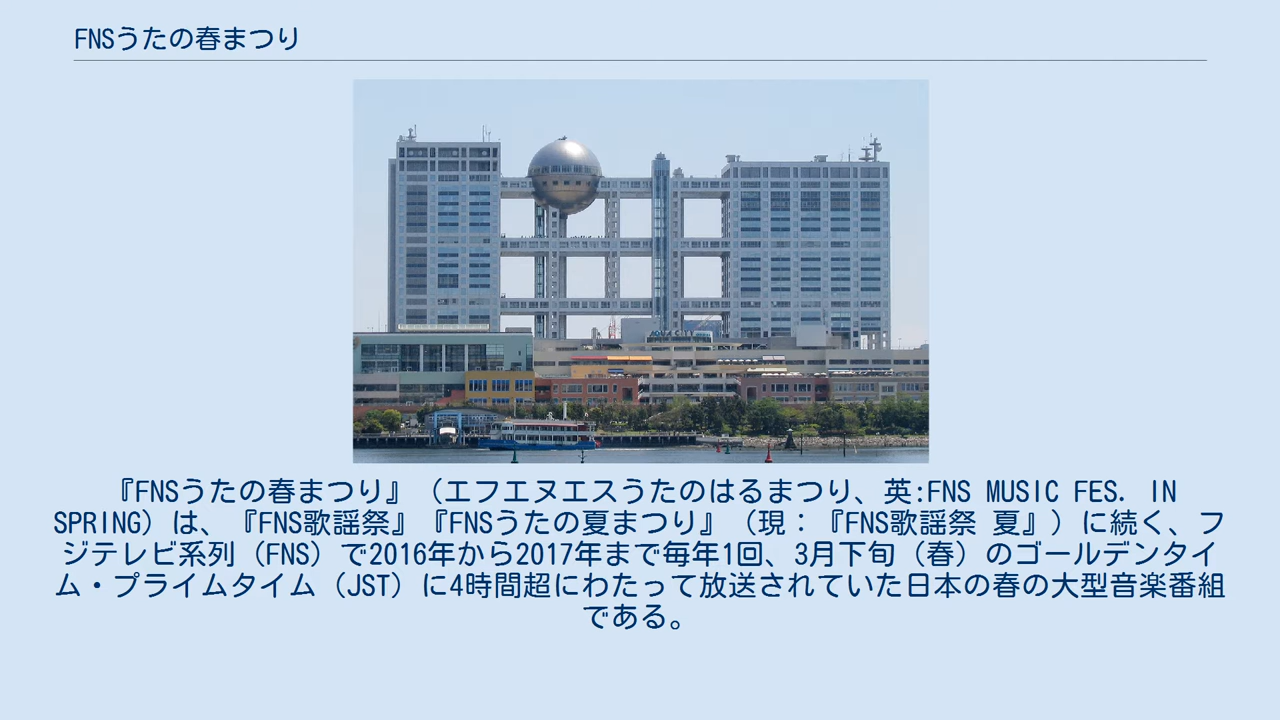 FNSうたの春まつり
AQUA CITY
『FNSうたの春まつり』（エフエヌエスうたのはるまつり、英:FNS MUSIC FES. IN
SPRING）は、『FNS歌謡祭』『FNSうたの夏まつり』（現：『FNS歌謡祭 夏』）に続く、フ
ジテレビ系列（FNS）で2016年から2017年まで毎年1回、3月下旬（春）のゴールデンタイ
ム・プライムタイム（JST）に4時間超にわたって放送されていた日本の春の大型音楽番組
である。